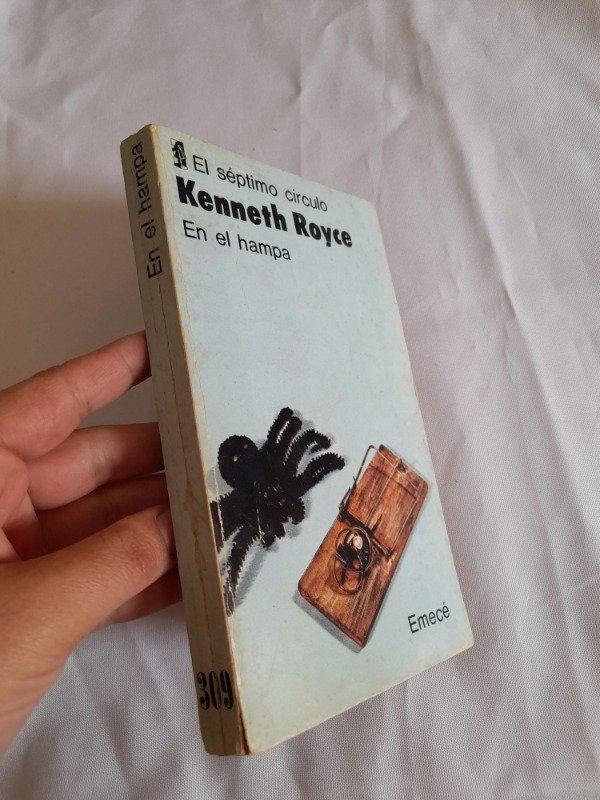 El séptimo círculo
Kenneth Royce
En el hampa
Emecé
En el hampa
309